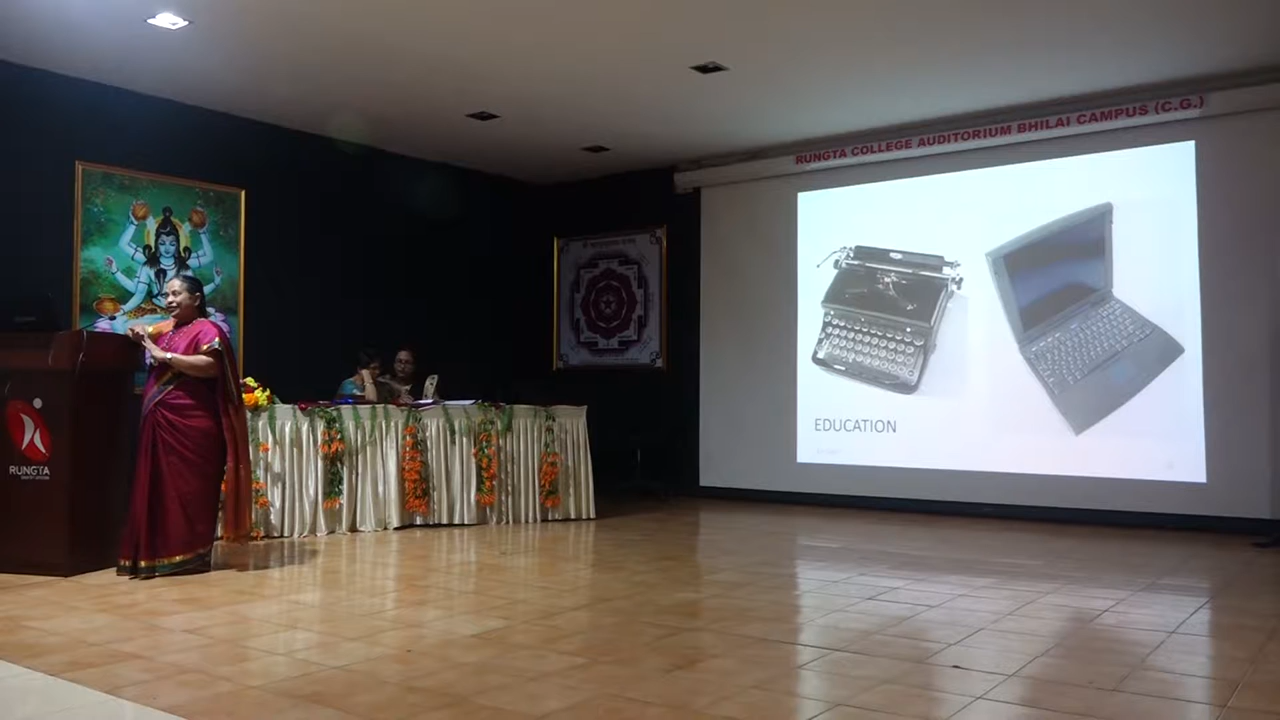 RUNGTA COLLEGE AUDITORIUM BHILAI CAMPUS (C.G.)
EDUCATION
RUNGTA